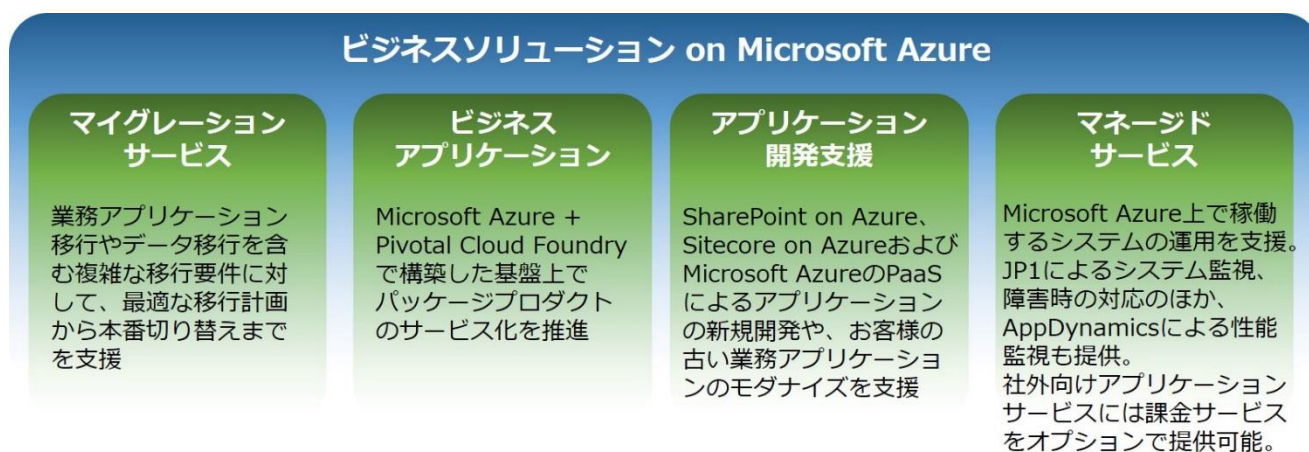 ビジネスソリューション on Microsoft Azure
マイグレーション
サービス
業務アプリケーション
移行やデータ移行を含
む複雑な移行要件に対
して、最適な移行計画
から本番切り替えまで
を支援
ビジネス
アプリケーション
Microsoft Azure +
Pivotal Cloud Foundry
で構築した基盤上で
パッケージプロダクト
のサービス化を推進
アプリケーション
開発支援
SharePoint on Azure、
Sitecore on Azureおよび
Microsoft AzureのPaaS
によるアプリケーション
の新規開発や、お客様の
古い業務アプリケーショ
ンのモダナイズを支援
マネージド
サービス
Microsoft Azure上で稼働
するシステムの運用を支援。
JP1によるシステム監視、
障害時の対応のほか、
AppDynamicsによる性能
監視も提供。
社外向けアプリケーション
サービスには課金サービス
をオプションで提供可能。